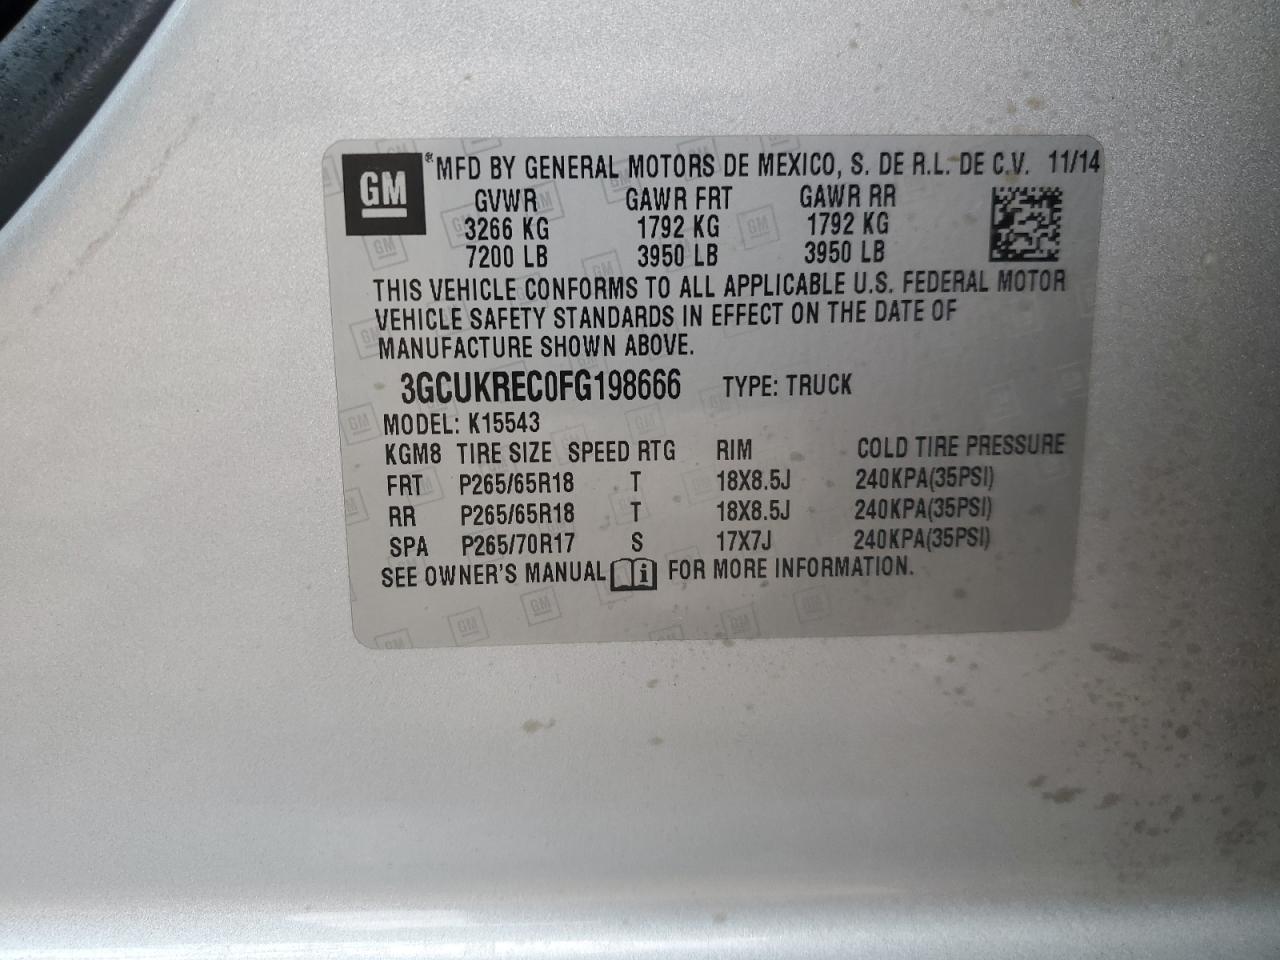 GM MFD BY GENERAL MOTORS DE MEXICO, S. DE R.L. DE C.V. 11/14
GVWR GAWR FRT GAWR RR
3266 KG 1792 KG 1792 KG
7200 LB 3950 LB 3950 LB
THIS VEHICLE CONFORMS TO ALL APPLICABLE U.S. FEDERAL MOTOR
VEHICLE SAFETY STANDARDS IN EFFECT ON THE DATE OF
MANUFACTURE SHOWN ABOVE.
3GCUKREC0FG198666 TYPE: TRUCK
MODEL: K15543
KGM8 TIRE SIZE SPEED RTG RIM COLD TIRE PRESSURE
FRT P265/65R18 T 18X8.5J 240KPA(35PSI)
RR P265/65R18 T 18X8.5J 240KPA(35PSI)
SPA P265/70R17 S 17X7J 240KPA(35PSI)
SEE OWNER'S MANUAL FOR MORE INFORMATION.